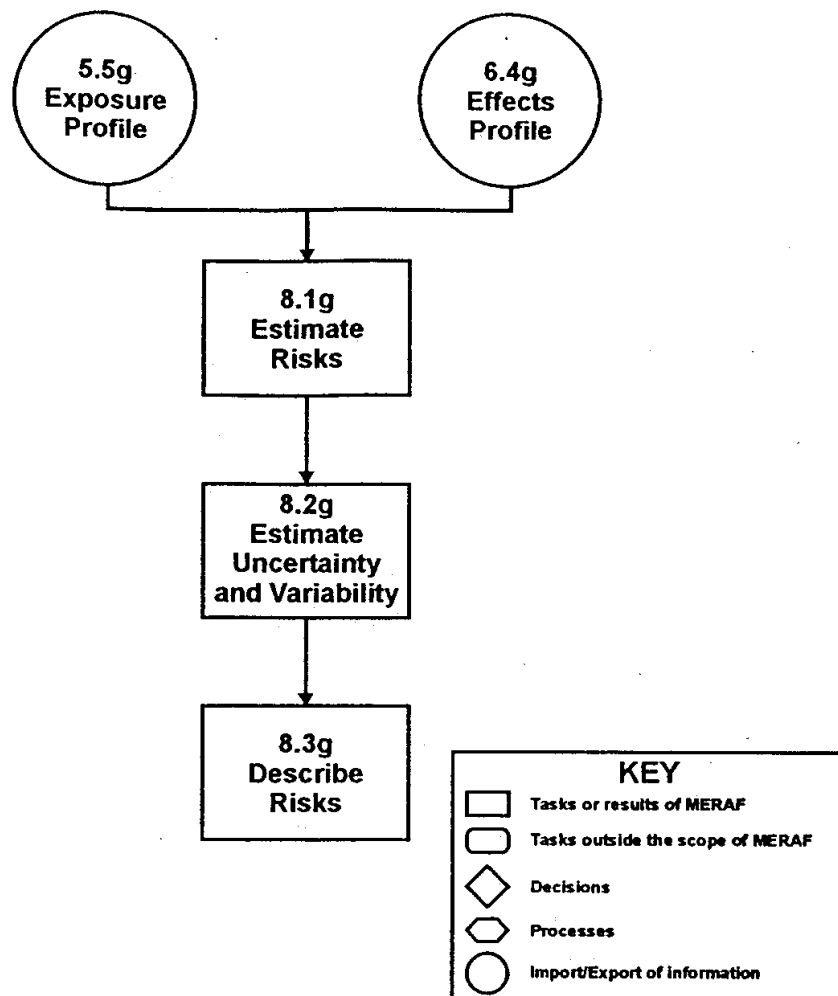 5.5g
Exposure
Profile
6.4g
Effects
Profile
8.1g
Estimate
Risks
8.2g
Estimate
Uncertainty
and Variability
8.3g
Describe
Risks
KEY
Tasks or results of MERAF
Tasks outside the scope of MERAF
Decisions
Processes
Import/Export of information